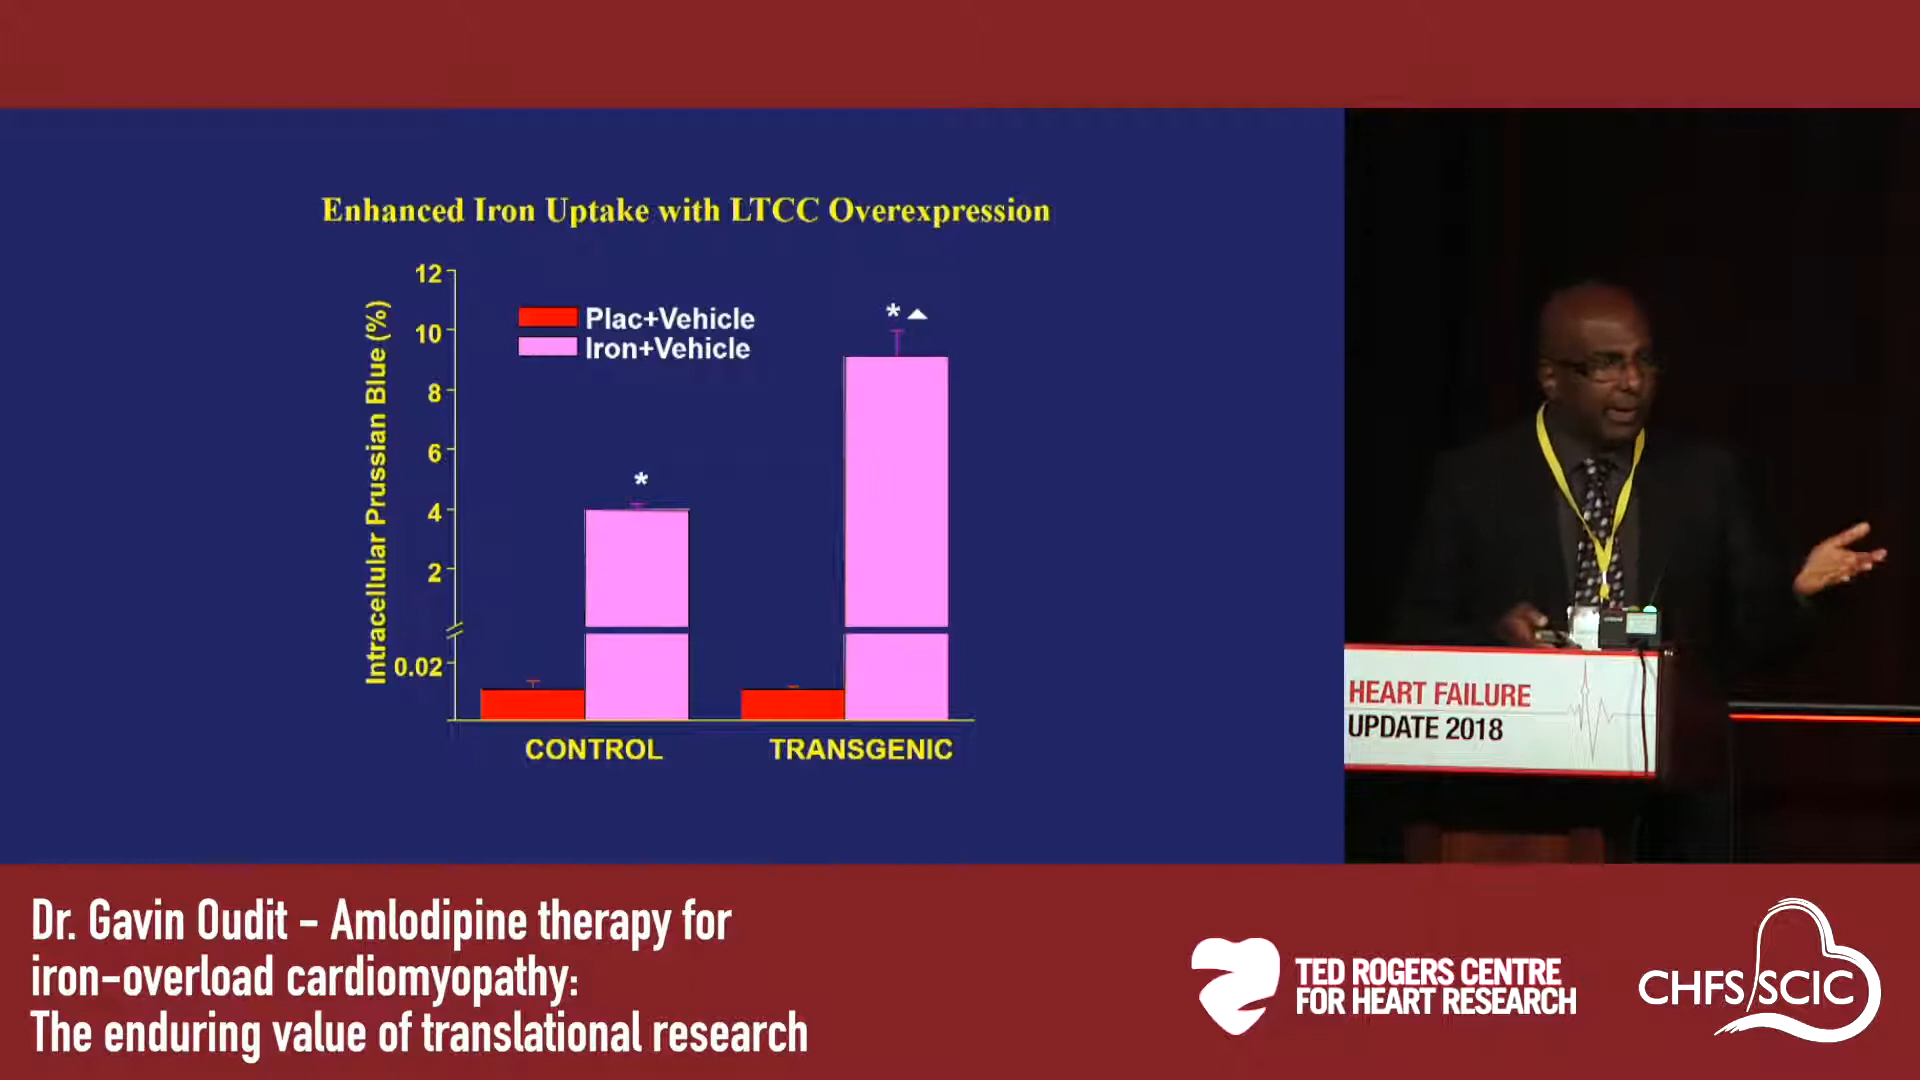 Enhanced Iron Uptake with LTCC Overexpression
Intracellular Prussian Blue (%)
12
10
8
6
4
2
0.02
Plac+Vehicle
Iron+Vehicle
*
*▲
CONTROL
TRANSGENIC
HEART FAILURE
UPDATE 2018
Dr. Gavin Oudit - Amlodipine therapy for
iron-overload cardiomyopathy:
The enduring value of translational research
TED ROGERS CENTRE
FOR HEART RESEARCH
CHFS/SCIC